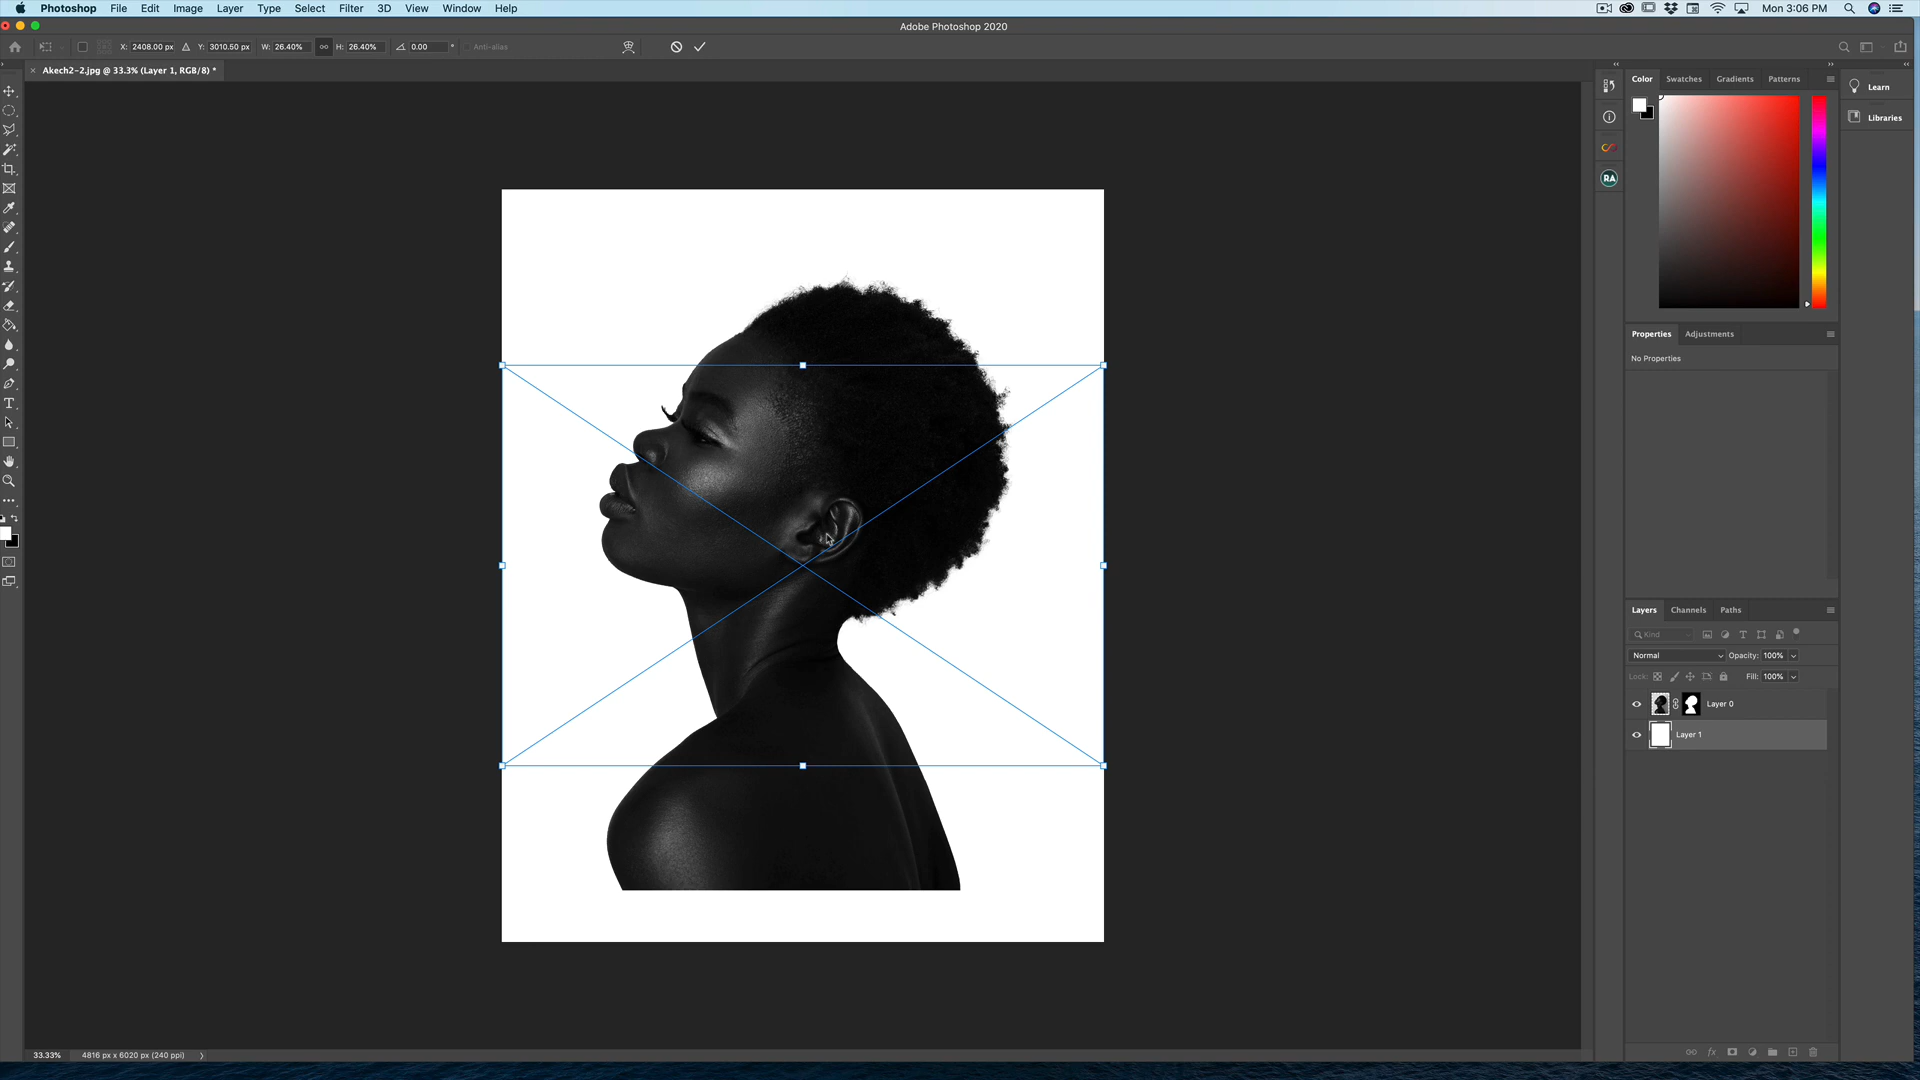 Photoshop File Edit Image Layer Type Select Filter 3D View Window Help Mon 3:06 PM
Adobe Photoshop 2020
X: 2408.00 px Y: 3010.50 px W: 26.40% H: 26.40% 0.00 ° Anti-alias
× Akech2-2.jpg @ 33.3% (Layer 1, RGB/8) *
Color Swatches Gradients Patterns
Learn
Libraries
RA
Properties Adjustments
No Properties
Layers Channels Paths
Kind
Normal Opacity: 100%
Lock: Fill: 100%
Layer 0
Layer 1
fx
33.33% 4816 px x 6020 px (240 ppi)